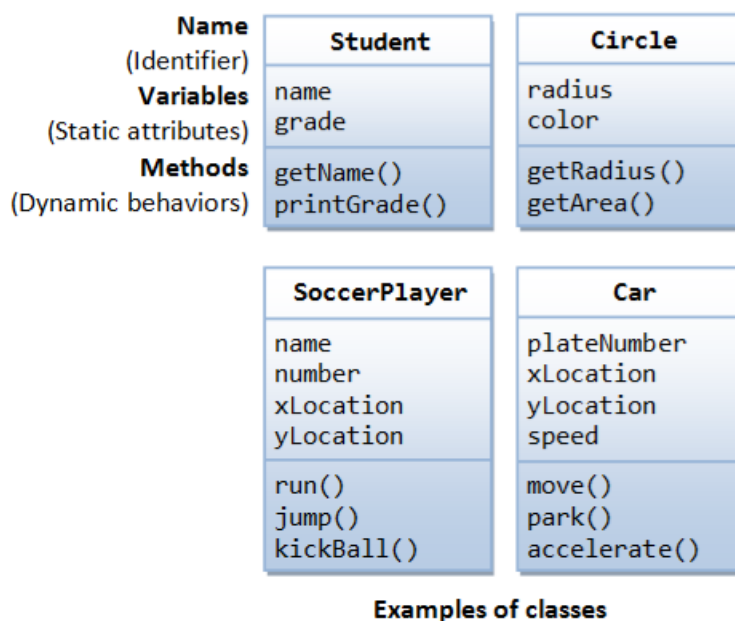 Name
(Identifier)
Variables
(Static attributes)
Methods
(Dynamic behaviors)
Student
name
grade
getName()
printGrade()
Circle
radius
color
getRadius()
getArea()
SoccerPlayer
name
number
xLocation
yLocation
run()
jump()
kickBall()
Car
plateNumber
xLocation
yLocation
speed
move()
park()
accelerate()
Examples of classes